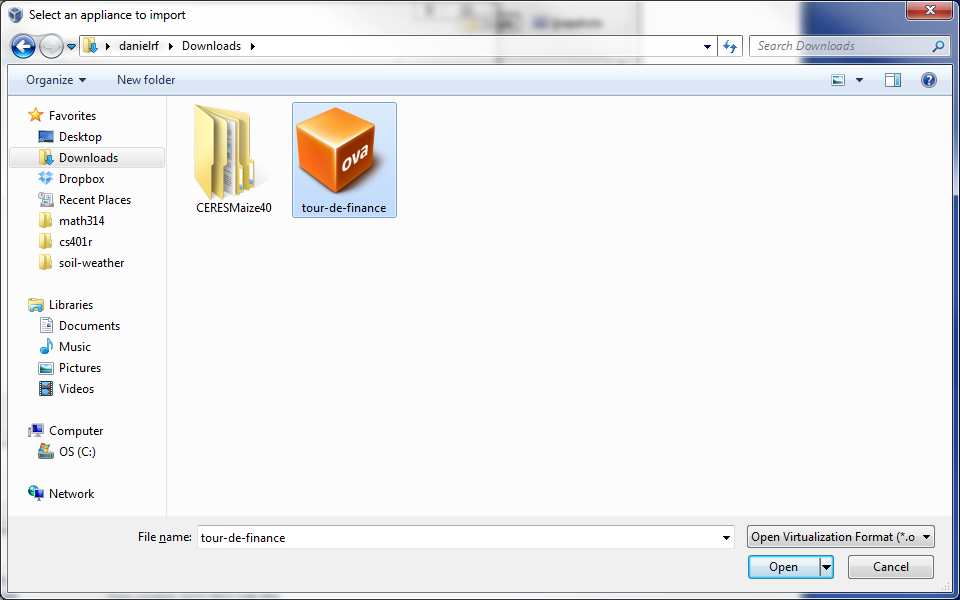 Select an appliance to import
danielrf Downloads
Search Downloads
Organize New folder
Favorites
Desktop
Downloads
Dropbox
Recent Places
math314
cs401r
soil-weather
Libraries
Documents
Music
Pictures
Videos
Computer
OS (C:)
Network
ova
CERESMaize40 tour-de-finance
File name: tour-de-finance Open Virtualization Format (*.o
Open Cancel